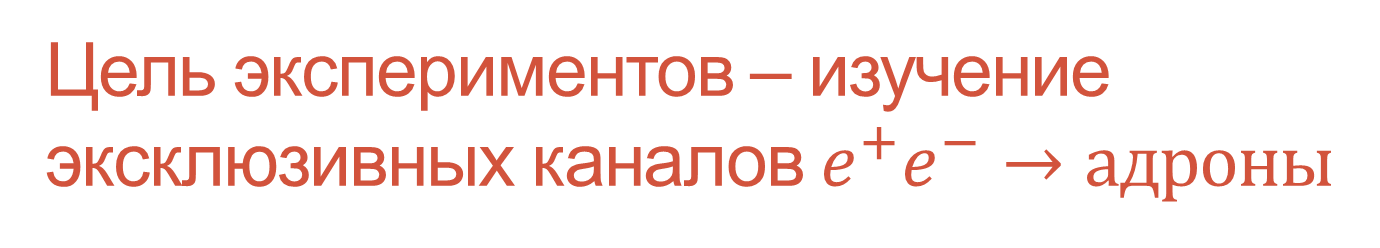 Цель экспериментов – изучение
эксклюзивных каналов e⁺e⁻ → адроны